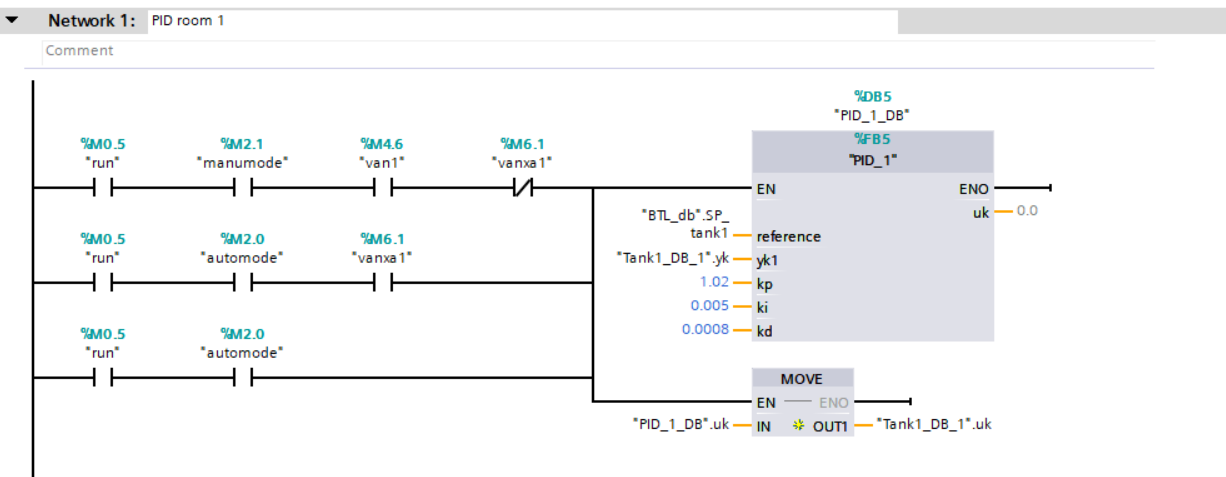 Network 1: PID room 1
Comment
%DB5
"PID_1_DB"
%M0.5 %M2.1 %M4.6 %M6.1 %FB5
"run" "manumode" "van1" "vanxa1" "PID_1"
EN ENO
"BTL_db".SP_ uk 0.0
tank1 reference
%M0.5 %M2.0 %M6.1
"run" "automode" "vanxa1" "Tank1_DB_1".yk yk1
1.02 kp
0.005 ki
0.0008 kd
%M0.5 %M2.0
"run" "automode"
MOVE
EN ENO
"PID_1_DB".uk IN OUT1 "Tank1_DB_1".uk